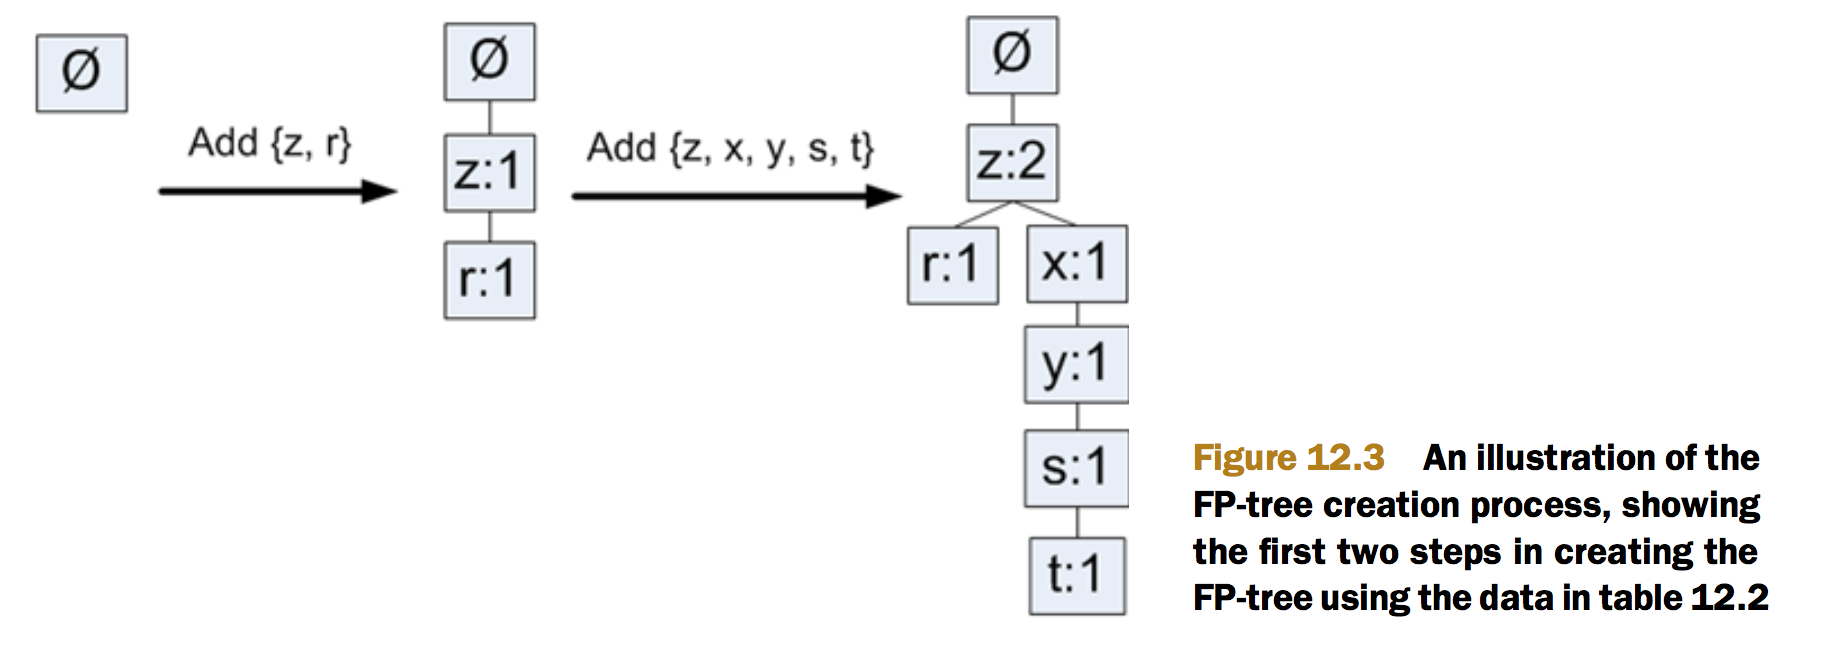 Ø
Add {z, r}
Ø
z:1
r:1
Add {z, x, y, s, t}
Ø
z:2
r:1
x:1
y:1
s:1
t:1
Figure 12.3 An illustration of the
FP-tree creation process, showing
the first two steps in creating the
FP-tree using the data in table 12.2